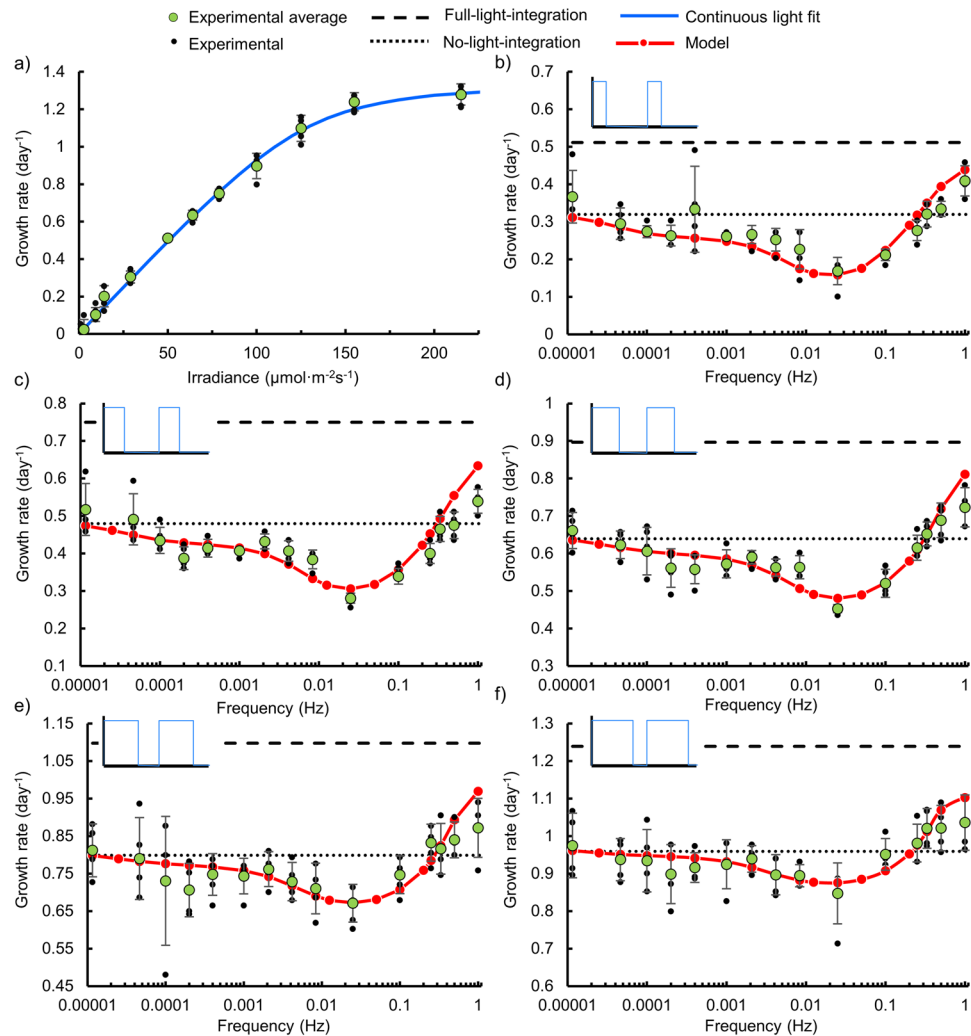 Experimental average Full-light-integration Continuous light fit
Experimental No-light-integration Model
a)
1.4
1.2
1
0.8
0.6
0.4
0.2
0
0 50 100 150 200
Growth rate (day⁻¹)
Irradiance (µmol·m⁻²s⁻¹)
b)
0.7
0.6
0.5
0.4
0.3
0.2
0.1
0
0.00001 0.0001 0.001 0.01 0.1 1
Growth rate (day⁻¹)
Frequency (Hz)
c)
0.8
0.7
0.6
0.5
0.4
0.3
0.2
0.1
0.00001 0.0001 0.001 0.01 0.1 1
Growth rate (day⁻¹)
Frequency (Hz)
d)
1
0.9
0.8
0.7
0.6
0.5
0.4
0.3
0.00001 0.0001 0.001 0.01 0.1 1
Growth rate (day⁻¹)
Frequency (Hz)
e)
1.15
1.05
0.95
0.85
0.75
0.65
0.55
0.45
0.00001 0.0001 0.001 0.01 0.1 1
Growth rate (day⁻¹)
Frequency (Hz)
f)
1.3
1.2
1.1
1
0.9
0.8
0.7
0.6
0.00001 0.0001 0.001 0.01 0.1 1
Growth rate (day⁻¹)
Frequency (Hz)